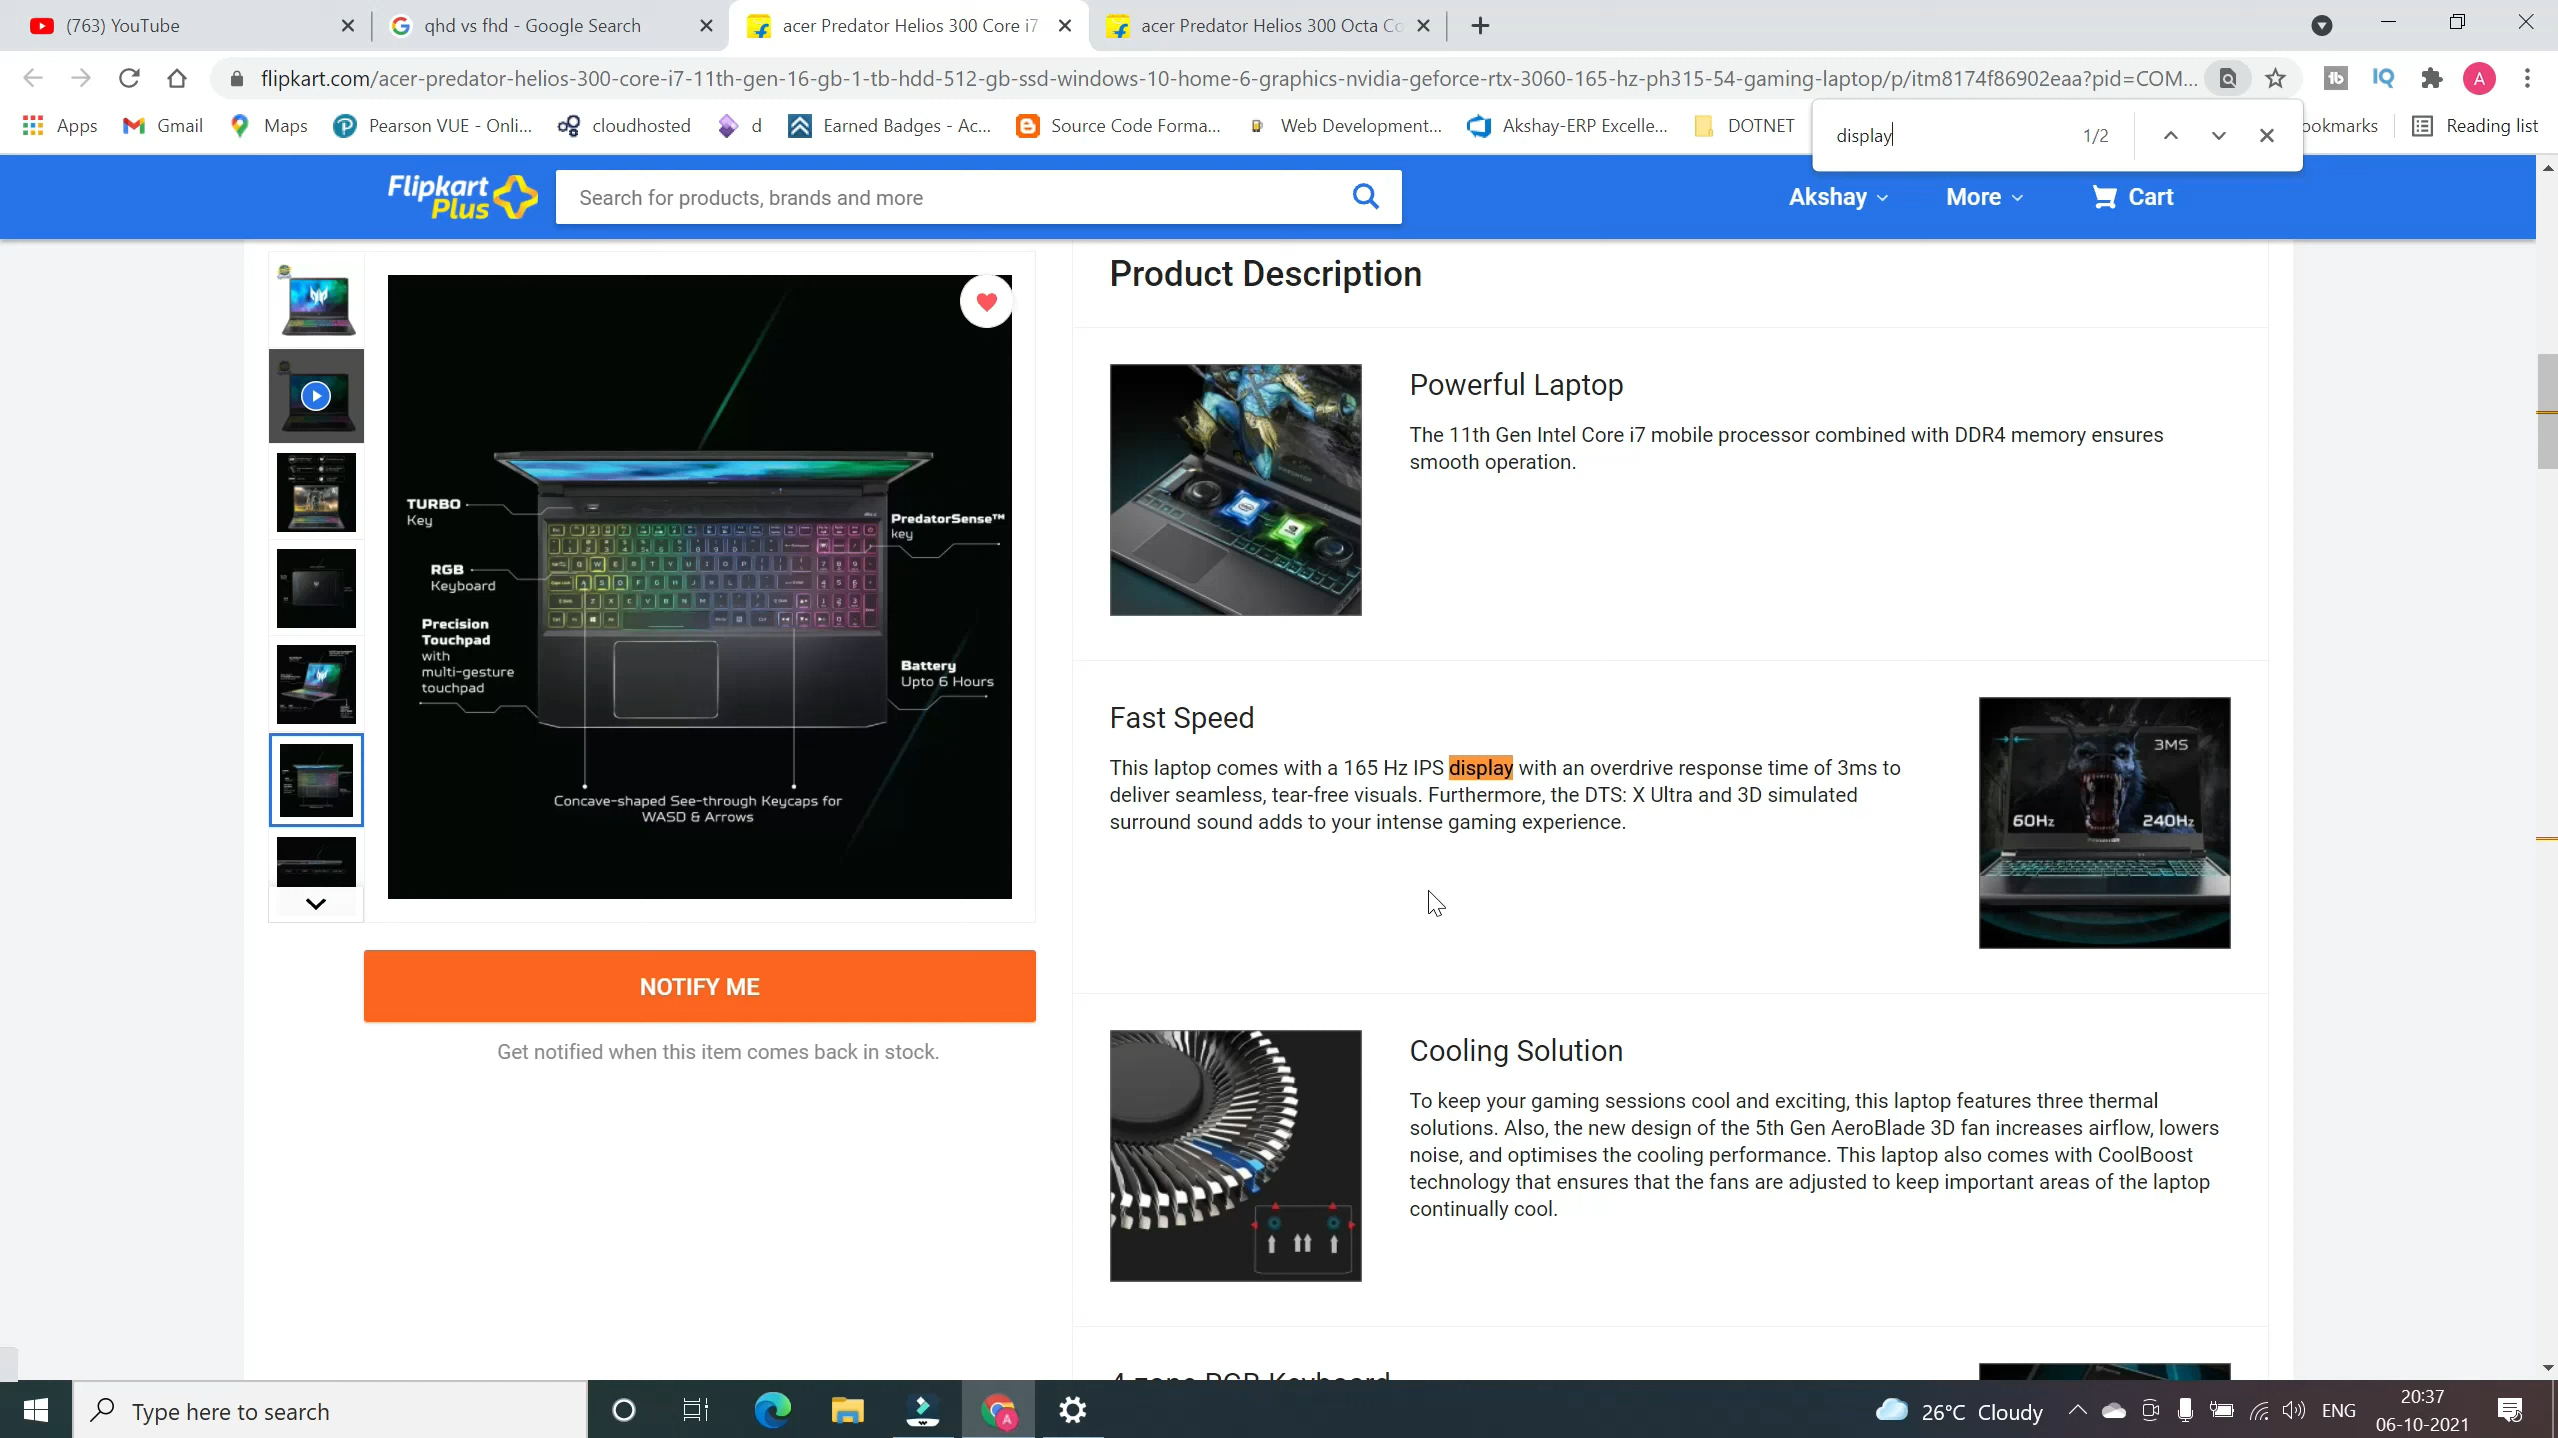 (763) YouTube
qhd vs fhd - Google Search
acer Predator Helios 300 Core i7
acer Predator Helios 300 Octa Co
flipkart.com/acer-predator-helios-300-core-i7-11th-gen-16-gb-1-tb-hdd-512-gb-ssd-windows-10-home-6-graphics-nvidia-geforce-rtx-3060-165-hz-ph315-54-gaming-laptop/p/itm8174f86902eaa?pid=COM...
A
Apps
Gmail
Maps
Pearson VUE - Onli...
cloudhosted
d
Earned Badges - Ac...
Source Code Forma...
Web Development...
Akshay-ERP Excelle...
DOTNET
ookmarks
Reading list
display
1/2
Flipkart
Plus
Search for products, brands and more
Akshay
More
Cart
TURBO
Key
RGB
Keyboard
Precision
Touchpad
with
multi-gesture
touchpad
PredatorSense™
key
Battery
Upto 6 Hours
Concave-shaped See-through Keycaps for
WASD & Arrows
NOTIFY ME
Get notified when this item comes back in stock.
Product Description
Powerful Laptop
The 11th Gen Intel Core i7 mobile processor combined with DDR4 memory ensures
smooth operation.
Fast Speed
This laptop comes with a 165 Hz IPS display with an overdrive response time of 3ms to
deliver seamless, tear-free visuals. Furthermore, the DTS: X Ultra and 3D simulated
surround sound adds to your intense gaming experience.
3MS
60Hz
240Hz
Cooling Solution
To keep your gaming sessions cool and exciting, this laptop features three thermal
solutions. Also, the new design of the 5th Gen AeroBlade 3D fan increases airflow, lowers
noise, and optimises the cooling performance. This laptop also comes with CoolBoost
technology that ensures that the fans are adjusted to keep important areas of the laptop
continually cool.
4-zone RGB Keyboard
Type here to search
26°C Cloudy
ENG
20:37
06-10-2021